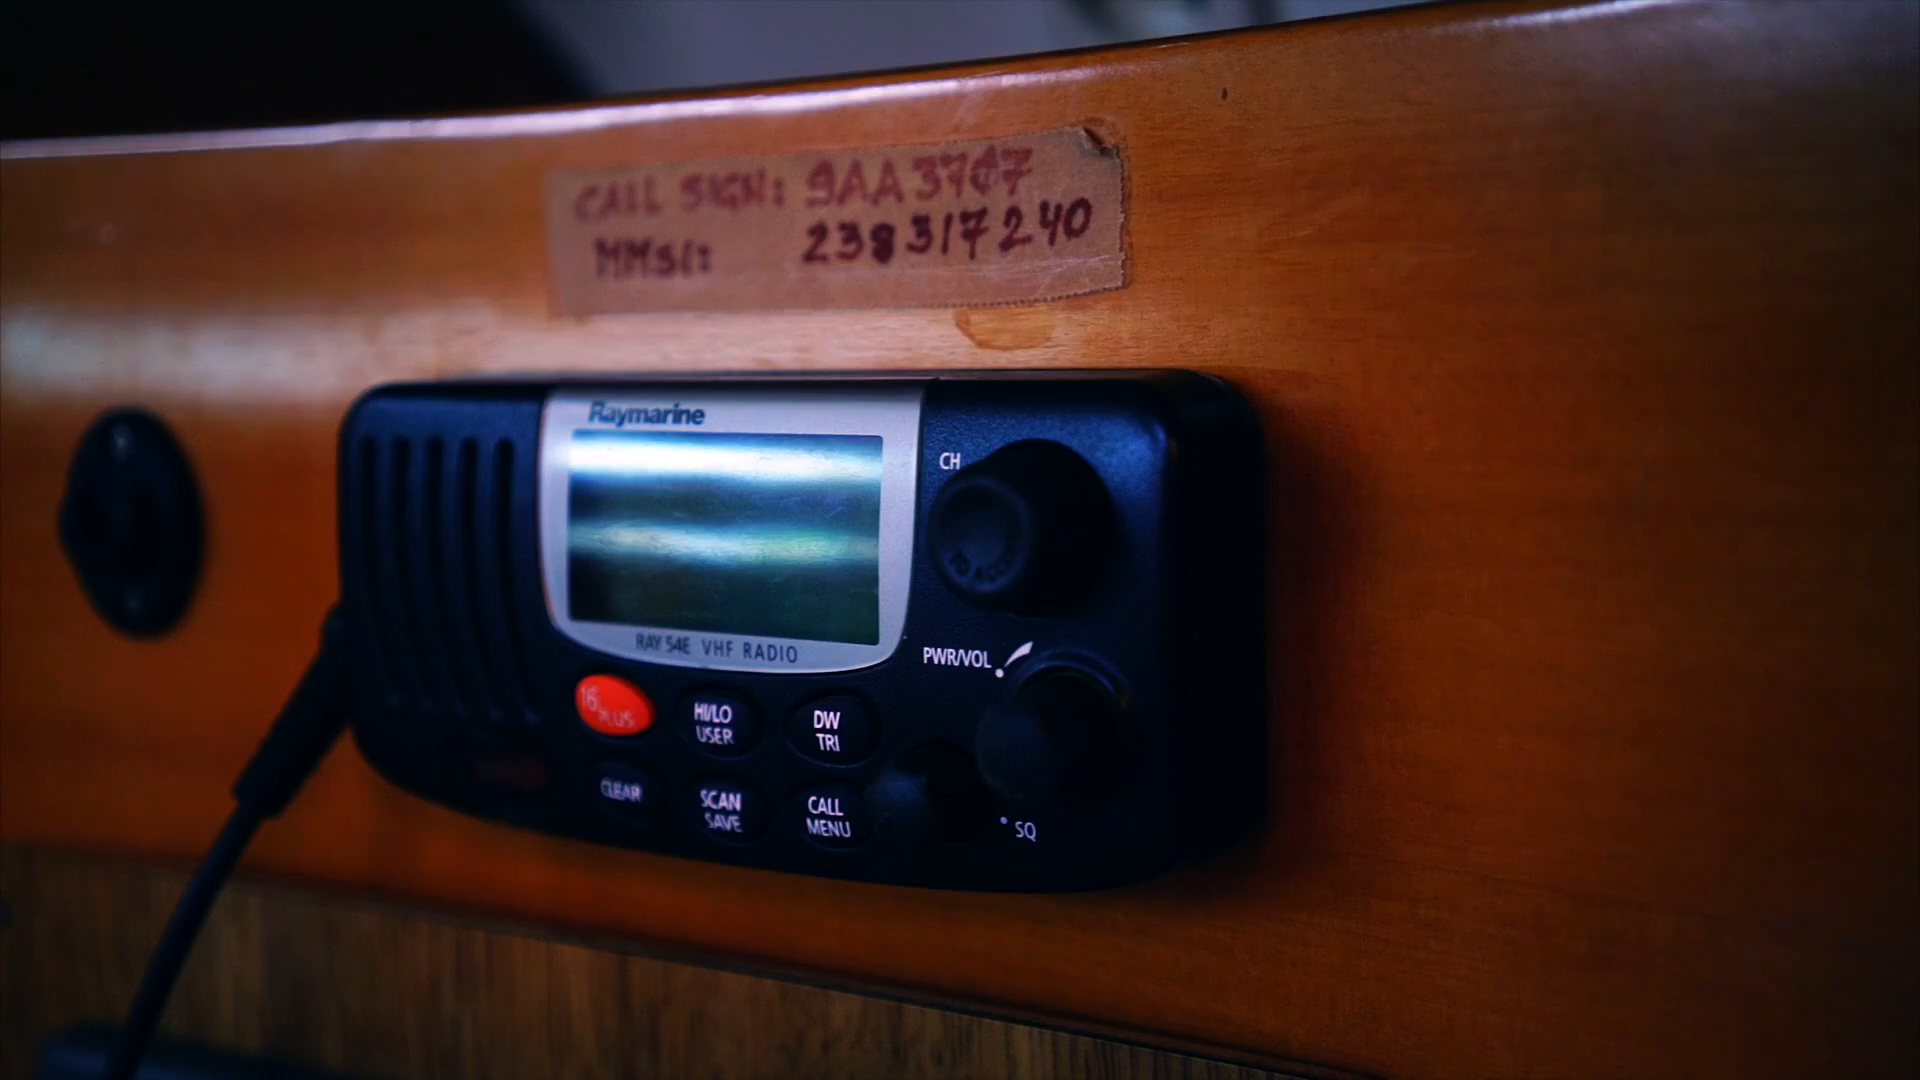 CALL SIGN: 9AA3707
MMSI: 238317240
Raymarine
RAY 54E VHF RADIO
CH
PWR/VOL
16 PLUS
HI/LO
USER
DW
TRI
CLEAR
SCAN
SAVE
CALL
MENU
SQ